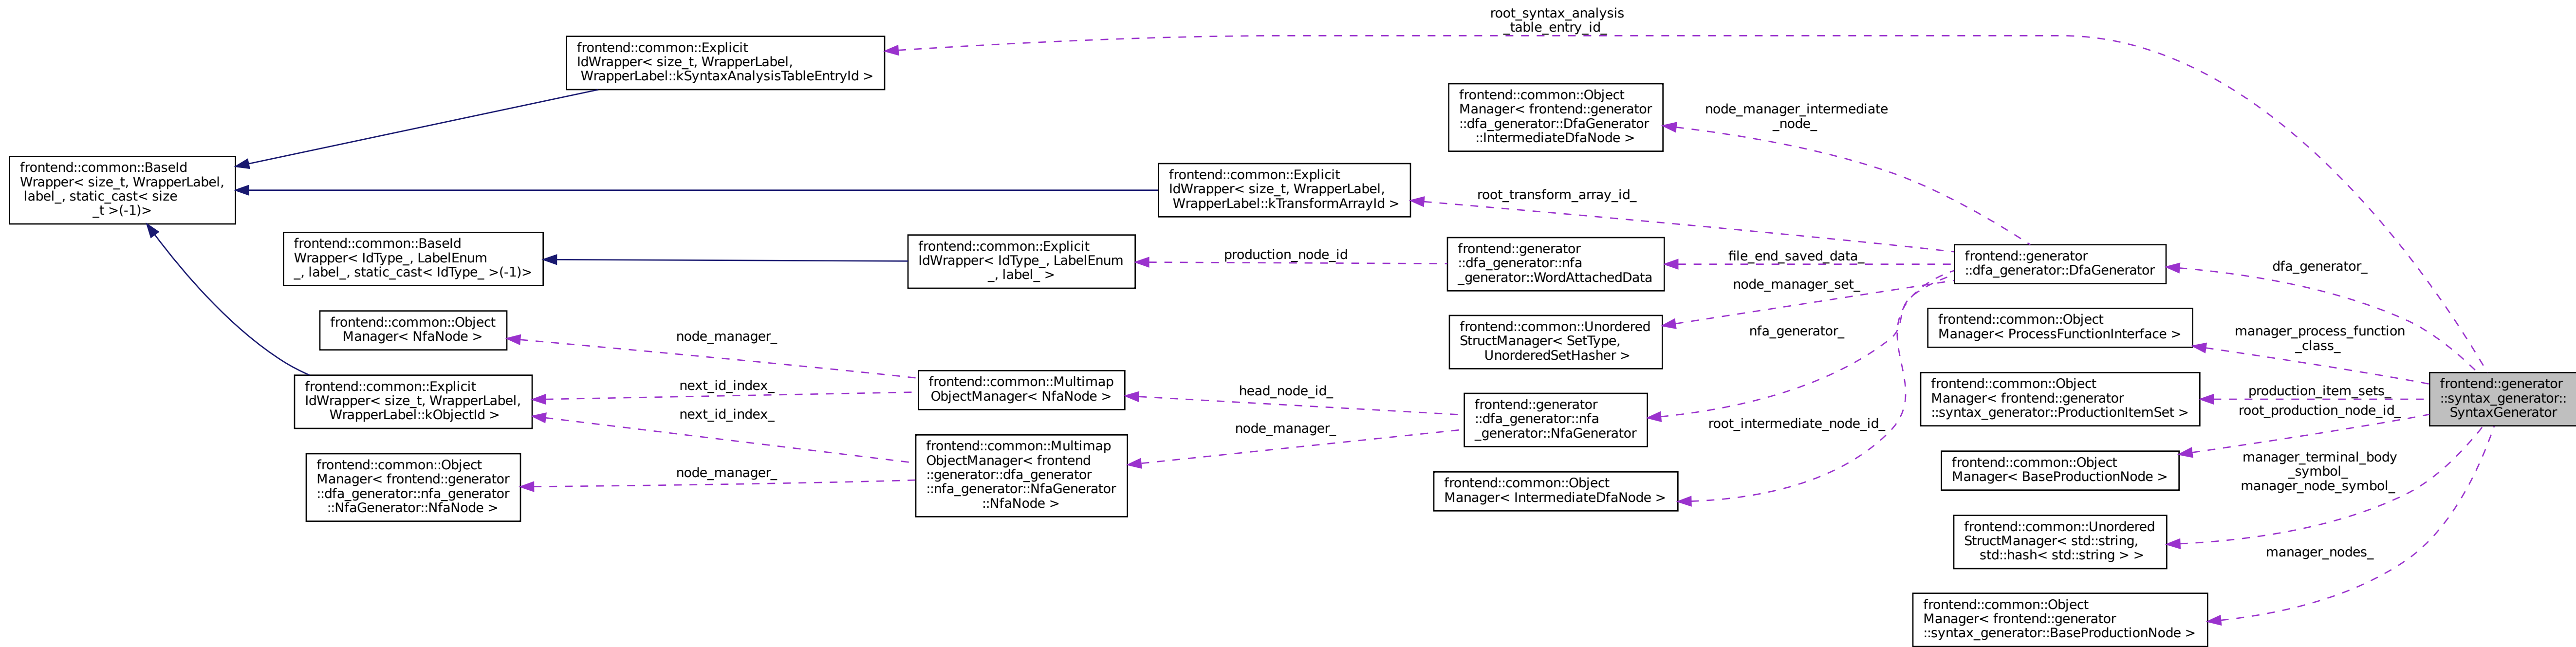 root_syntax_analysis
_table_entry_id_
frontend::common::Explicit
IdWrapper< size_t, WrapperLabel,
WrapperLabel::kSyntaxAnalysisTableEntryId >
frontend::common::Object
Manager< frontend::generator
::dfa_generator::DfaGenerator
::IntermediateDfaNode >
node_manager_intermediate
_node_
frontend::common::BaseId
Wrapper< size_t, WrapperLabel,
label_, static_cast< size
_t >(-1)>
frontend::common::Explicit
IdWrapper< size_t, WrapperLabel,
WrapperLabel::kTransformArrayId >
root_transform_array_id_
frontend::common::BaseId
Wrapper< IdType_, LabelEnum
_, label_, static_cast< IdType_ >(-1)>
frontend::common::Explicit
IdWrapper< IdType_, LabelEnum
_, label_ >
production_node_id
frontend::generator
::dfa_generator::nfa
_generator::WordAttachedData
file_end_saved_data_
frontend::generator
::dfa_generator::DfaGenerator
dfa_generator_
node_manager_set_
frontend::common::Unordered
StructManager< SetType,
UnorderedSetHasher >
nfa_generator_
frontend::common::Object
Manager< ProcessFunctionInterface >
manager_process_function
_class_
frontend::common::Object
Manager< NfaNode >
node_manager_
frontend::common::Explicit
IdWrapper< size_t, WrapperLabel,
WrapperLabel::kObjectId >
next_id_index_
next_id_index_
frontend::common::Multimap
ObjectManager< NfaNode >
head_node_id_
frontend::generator
::dfa_generator::nfa
_generator::NfaGenerator
node_manager_
root_intermediate_node_id_
frontend::common::Object
Manager< frontend::generator
::syntax_generator::ProductionItemSet >
production_item_sets_
root_production_node_id_
frontend::generator
::syntax_generator::
SyntaxGenerator
frontend::common::Object
Manager< frontend::generator
::dfa_generator::nfa_generator
::NfaGenerator::NfaNode >
node_manager_
frontend::common::Multimap
ObjectManager< frontend
::generator::dfa_generator
::nfa_generator::NfaGenerator
::NfaNode >
frontend::common::Object
Manager< IntermediateDfaNode >
frontend::common::Object
Manager< BaseProductionNode >
manager_terminal_body
_symbol_
manager_node_symbol_
frontend::common::Unordered
StructManager< std::string,
std::hash< std::string > >
manager_nodes_
frontend::common::Object
Manager< frontend::generator
::syntax_generator::BaseProductionNode >